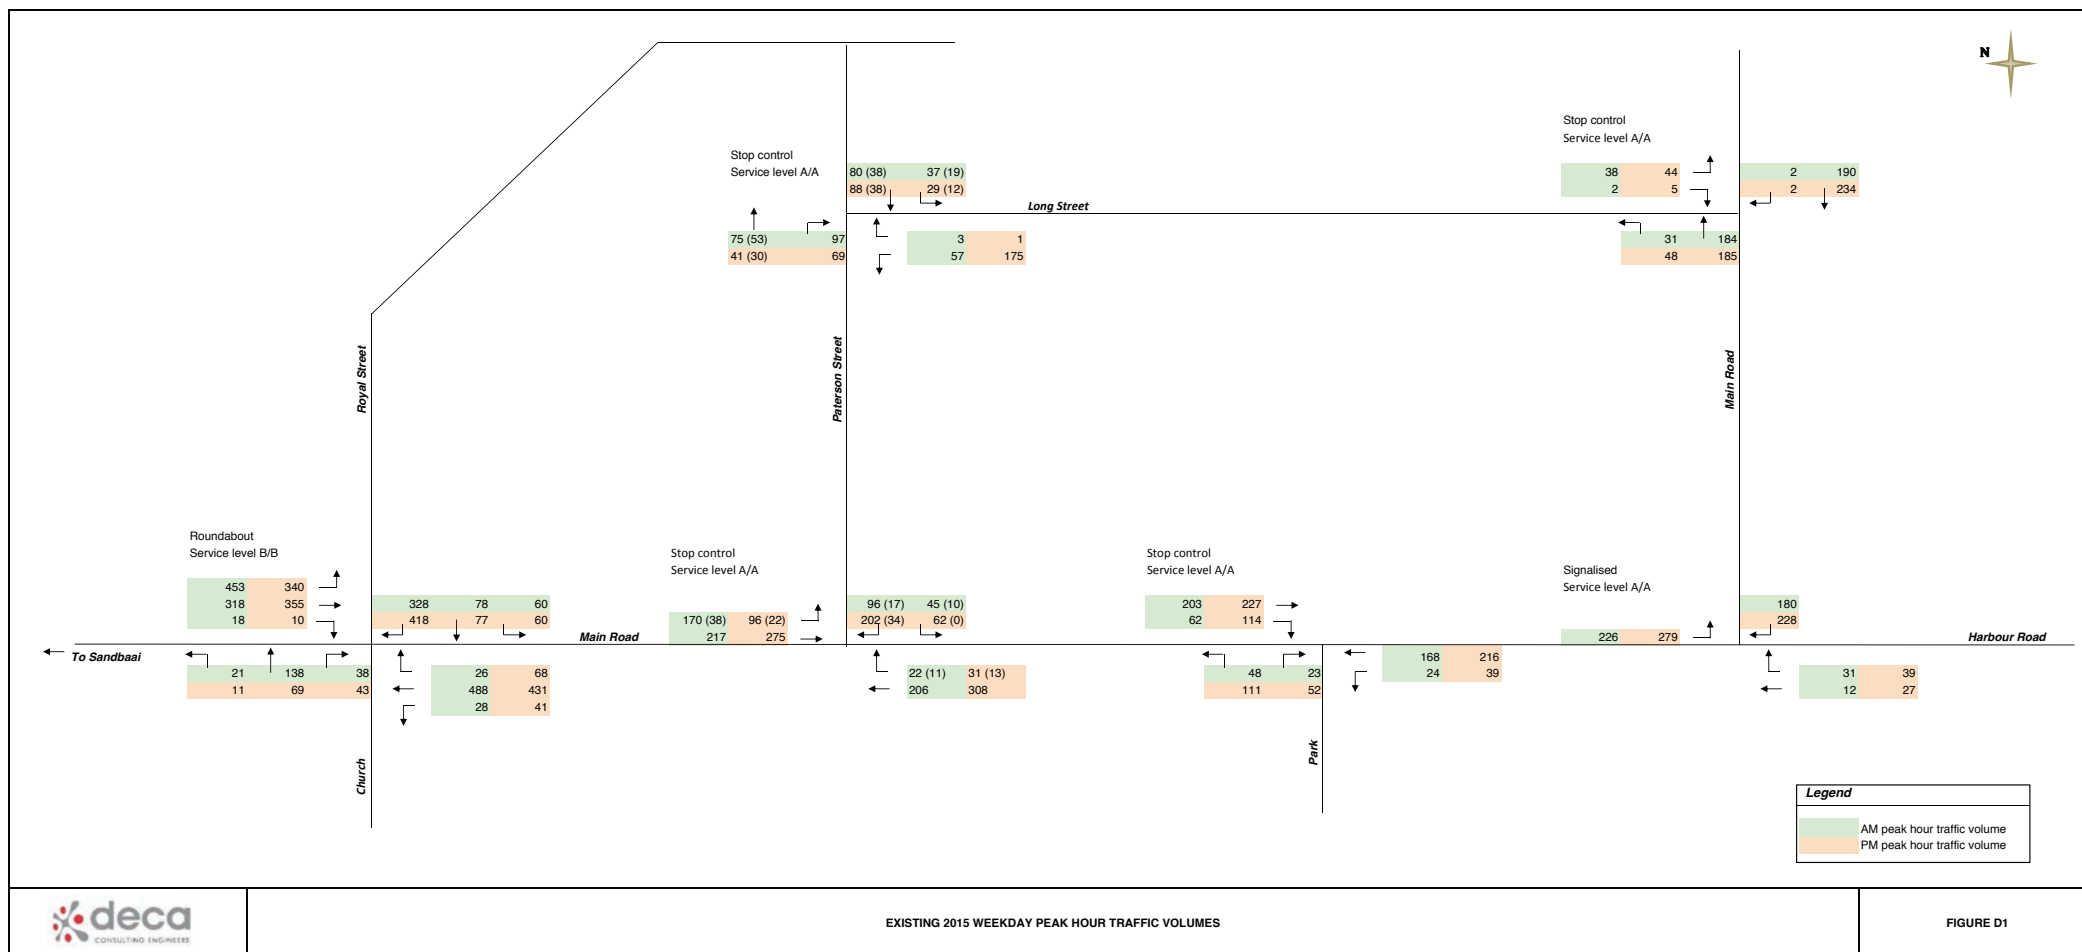 N
Stop control
Service level A/A
38 44
2 5
2 190
2 234
31 184
48 185
Stop control
Service level A/A
80 (38) 37 (19)
88 (38) 29 (12)
Long Street
75 (53) 97
41 (30) 69
3 1
57 175
Royal Street
Paterson Street
Main Road
Roundabout
Service level B/B
453 340
318 355
18 10
328 78 60
418 77 60
Stop control
Service level A/A
170 (38) 96 (22)
217 275
96 (17) 45 (10)
202 (34) 62 (0)
Stop control
Service level A/A
203 227
62 114
Signalised
Service level A/A
226 279
180
228
Main Road
Harbour Road
To Sandbaai
21 138 38
11 69 43
26 68
488 431
28 41
22 (11) 31 (13)
206 308
48 23
111 52
168 216
24 39
31 39
12 27
Church
Park
Legend
AM peak hour traffic volume
PM peak hour traffic volume
deca
CONSULTING ENGINEERS
EXISTING 2015 WEEKDAY PEAK HOUR TRAFFIC VOLUMES
FIGURE D1